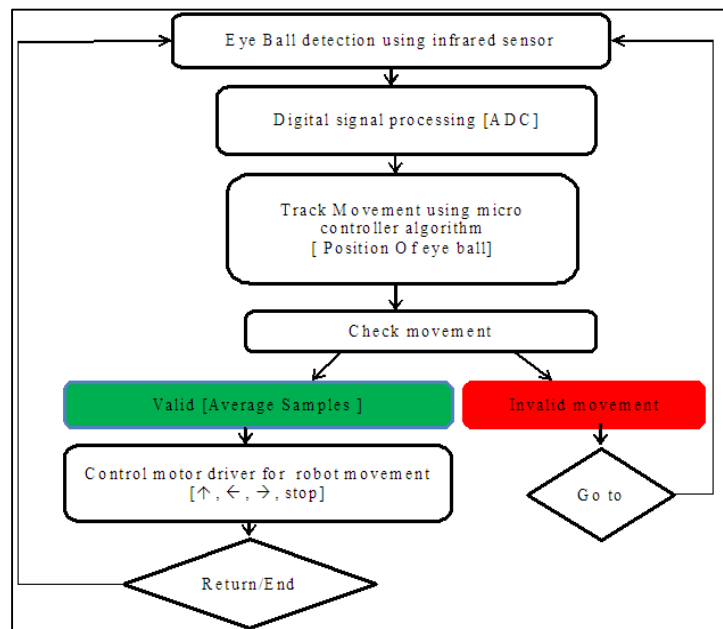 Eye Ball detection using infrared sensor
Digital signal processing [ADC]
Track Movement using micro
controller algorithm
[ Position Of eye ball]
Check movement
Valid [Average Samples ]
Invalid movement
Control motor driver for robot movement
[↑, ←, →, stop]
Go to
Return/End